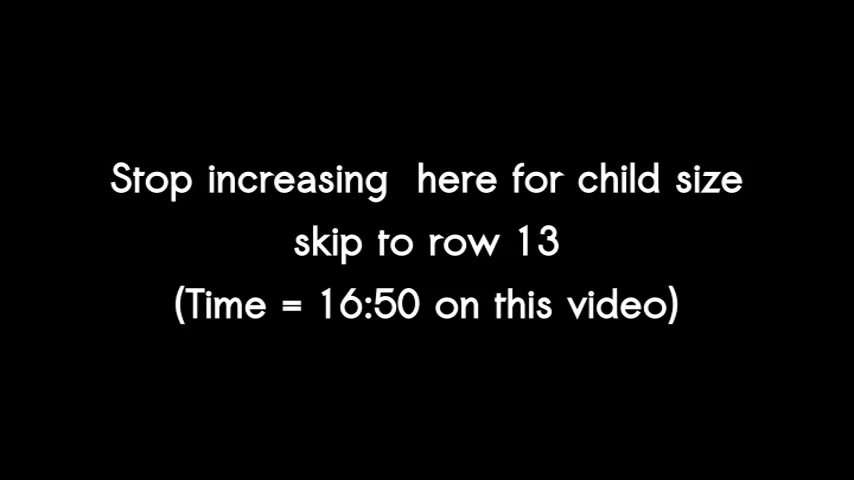 Stop increasing  here for child size
skip to row 13
(Time = 16:50 on this video)